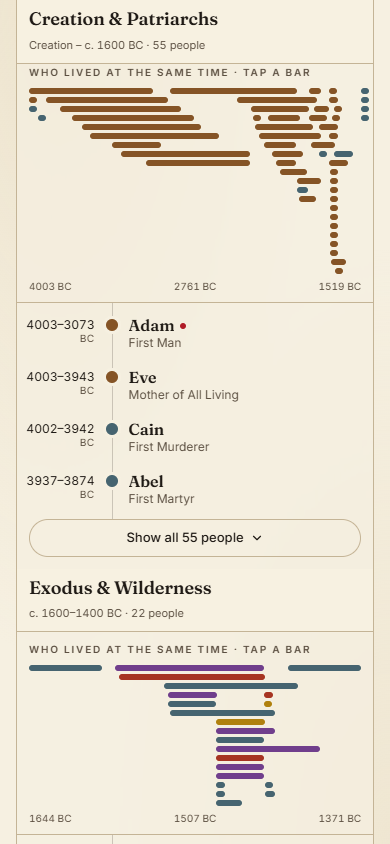 Creation & Patriarchs
Creation – c. 1600 BC · 55 people
WHO LIVED AT THE SAME TIME · TAP A BAR
4003 BC 2761 BC 1519 BC
4003–3073 BC
Adam
First Man
4003–3943 BC
Eve
Mother of All Living
4002–3942 BC
Cain
First Murderer
3937–3874 BC
Abel
First Martyr
Show all 55 people
Exodus & Wilderness
c. 1600–1400 BC · 22 people
WHO LIVED AT THE SAME TIME · TAP A BAR
1644 BC 1507 BC 1371 BC